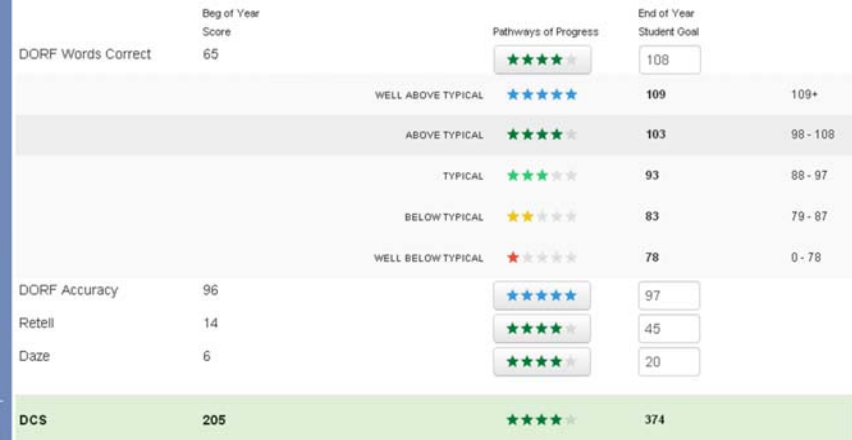 Beg of Year
Score
Pathways of Progress
End of Year
Student Goal
DORF Words Correct 65 108
WELL ABOVE TYPICAL 109 109+
ABOVE TYPICAL 103 98 - 108
TYPICAL 93 88 - 97
BELOW TYPICAL 83 79 - 87
WELL BELOW TYPICAL 78 0 - 78
DORF Accuracy 96 97
Retell 14 45
Daze 6 20
DCS 205 374